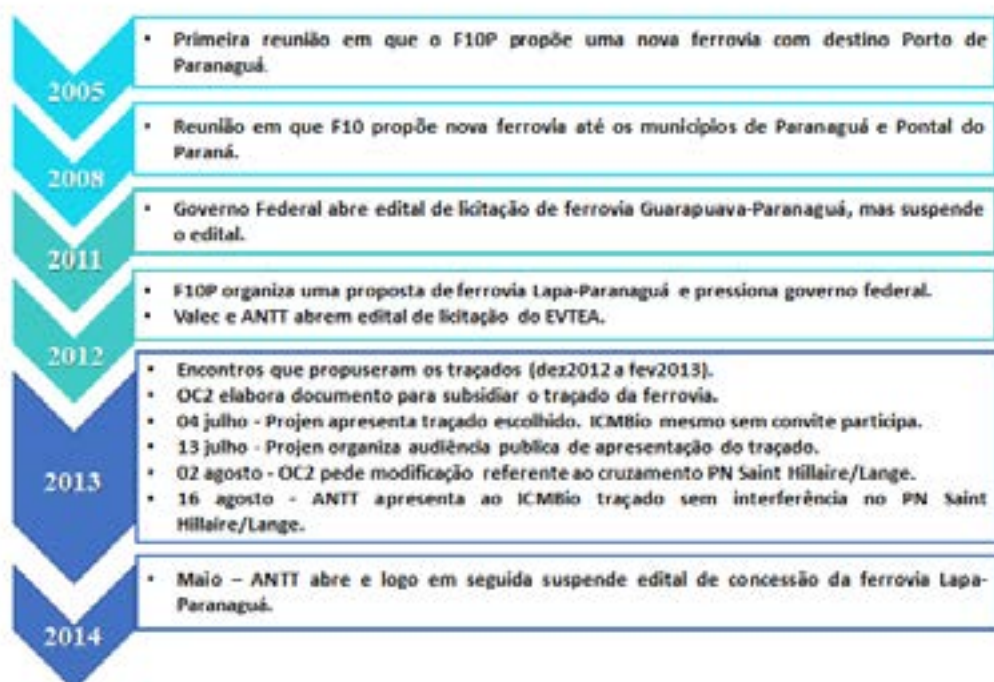 2005
• Primeira reunião em que o F10P propõe uma nova ferrovia com destino Porto de
Paranaguá.
2008
• Reunião em que F10 propõe nova ferrovia até os municípios de Paranaguá e Pontal do
Paraná.
2011
• Governo Federal abre edital de licitação de ferrovia Guarapuava-Paranaguá, mas suspende
o edital.
2012
• F10P organiza uma proposta de ferrovia Lapa-Paranaguá e pressiona governo federal.
• Valec e ANTT abrem edital de licitação do EVTEA.
2013
• Encontros que propuseram os traçados (dez2012 a fev2013).
• OC2 elabora documento para subsidiar o traçado da ferrovia.
• 04 julho - Projen apresenta traçado escolhido. ICMBio mesmo sem convite participa.
• 13 julho - Projen organiza audiência publica de apresentação do traçado.
• 02 agosto - OC2 pede modificação referente ao cruzamento PN Saint Hillaire/Lange.
• 16 agosto - ANTT apresenta ao ICMBio traçado sem interferência no PN Saint
Hillaire/Lange.
2014
• Maio – ANTT abre e logo em seguida suspende edital de concessão da ferrovia Lapa-
Paranaguá.